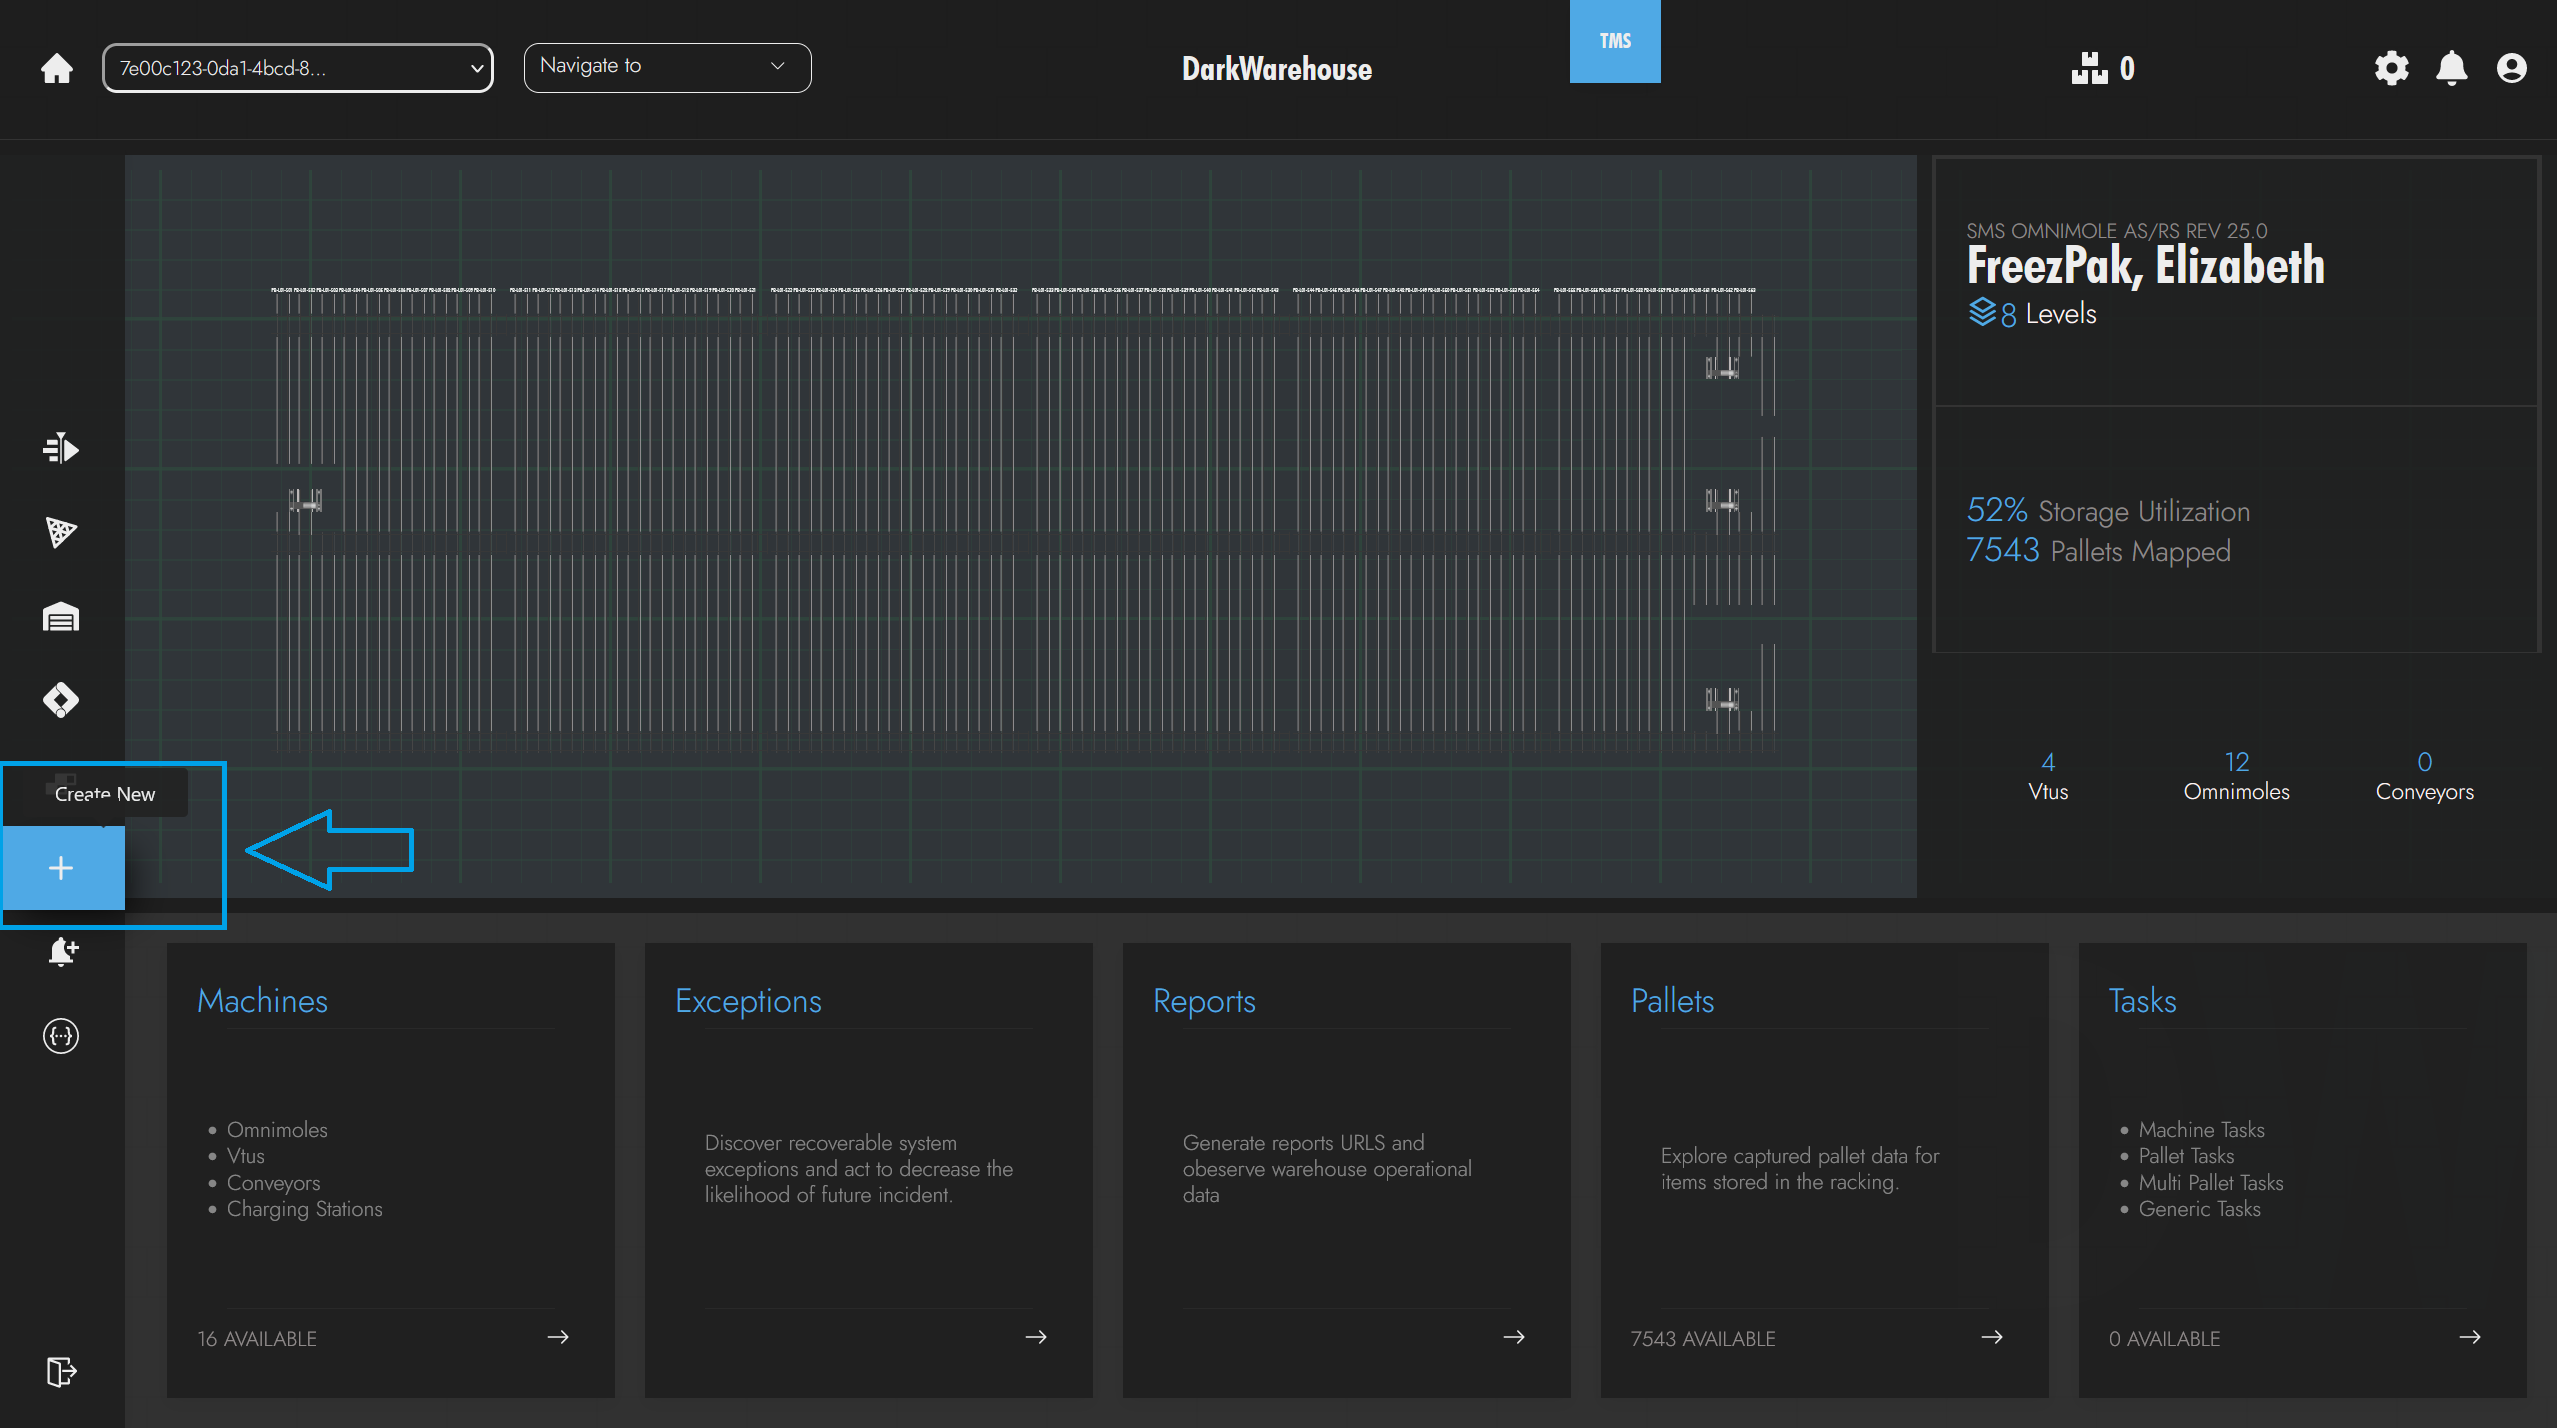 7e00c123-0da1-4bcd-8...
Navigate to
DarkWarehouse
TMS
0
SMS OMNIMOLE AS/RS REV 25.0
FreezPak, Elizabeth
8 Levels
52% Storage Utilization
7543 Pallets Mapped
4
Vtus
12
Omnimoles
0
Conveyors
Create New
Machines
Omnimoles
Vtus
Conveyors
Charging Stations
16 AVAILABLE
Exceptions
Discover recoverable system
exceptions and act to decrease the
likelihood of future incident.
Reports
Generate reports URLS and
obeserve warehouse operational
data
Pallets
Explore captured pallet data for
items stored in the racking.
7543 AVAILABLE
Tasks
Machine Tasks
Pallet Tasks
Multi Pallet Tasks
Generic Tasks
0 AVAILABLE